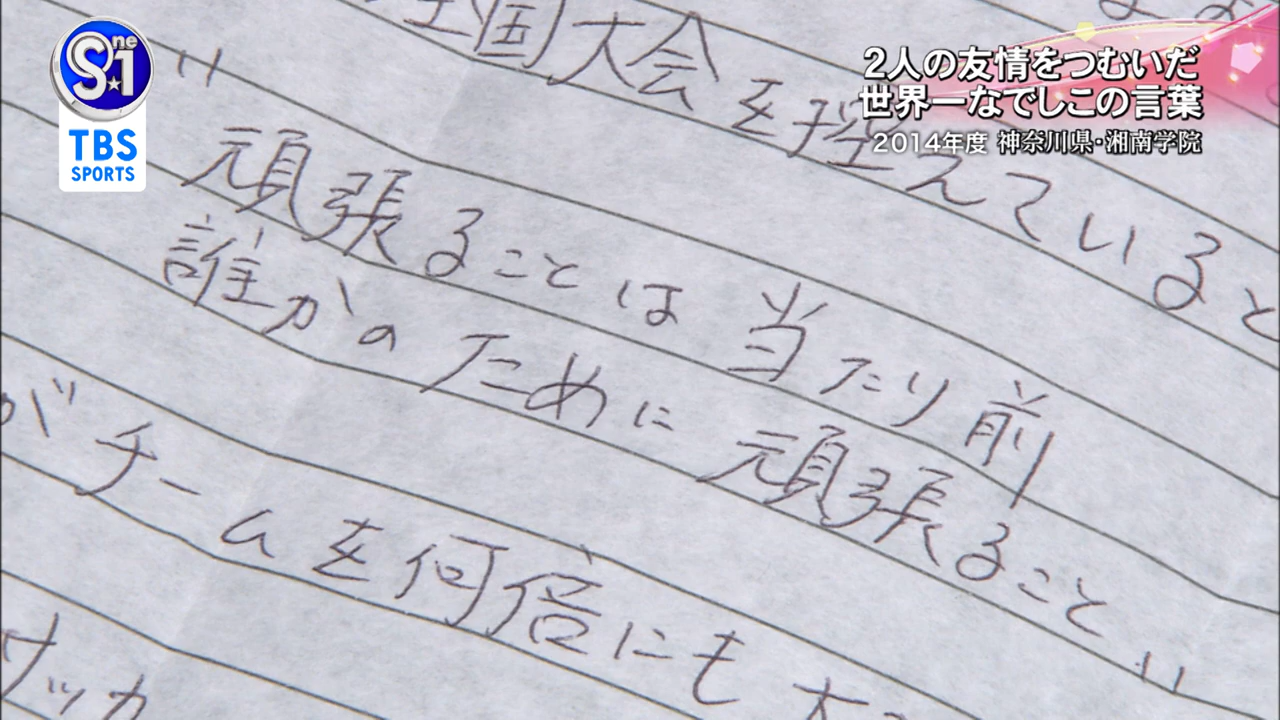 S☆1
ne
TBS
SPORTS
2人の友情をつむいだ
世界一なでしこの言葉
2014年度 神奈川県・湘南学院
全国大会を控えていると
"頑張ることは当たり前
誰かのために頑張ること"
がチームを何倍にも
サッカ